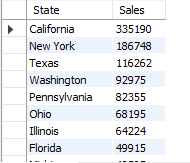 State Sales
California 335190
New York 186748
Texas 116262
Washington 92975
Pennsylvania 82355
Ohio 68195
Illinois 64224
Florida 49915